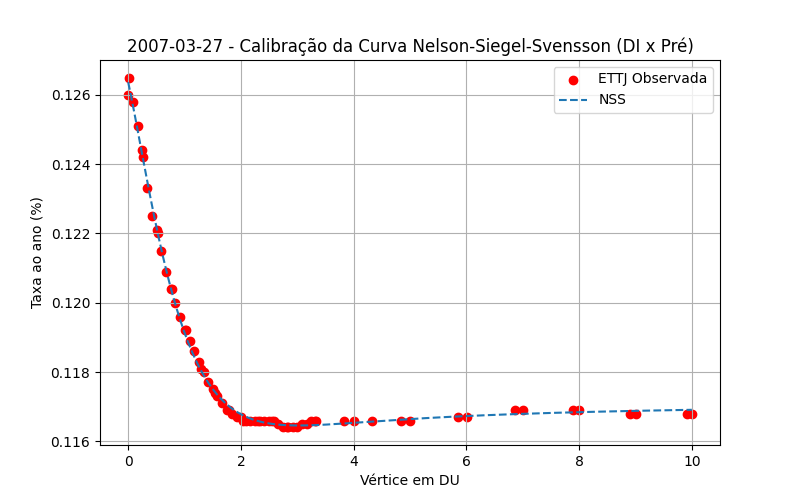 2007-03-27 - Calibração da Curva Nelson-Siegel-Svensson (DI x Pré)
ETTJ Observada
NSS
Taxa ao ano (%)
0.126
0.124
0.122
0.120
0.118
0.116
0 2 4 6 8 10
Vértice em DU